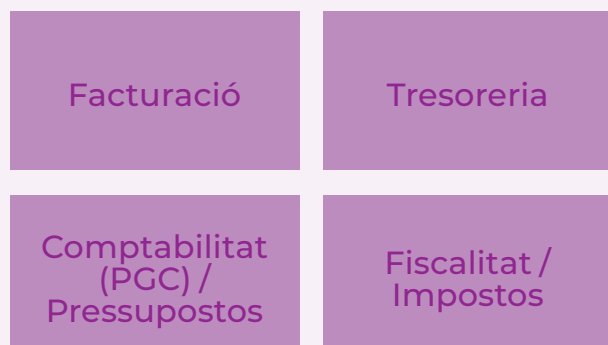 Facturació
Tresoreria
Comptabilitat
(PGC) /
Pressupostos
Fiscalitat /
Impostos